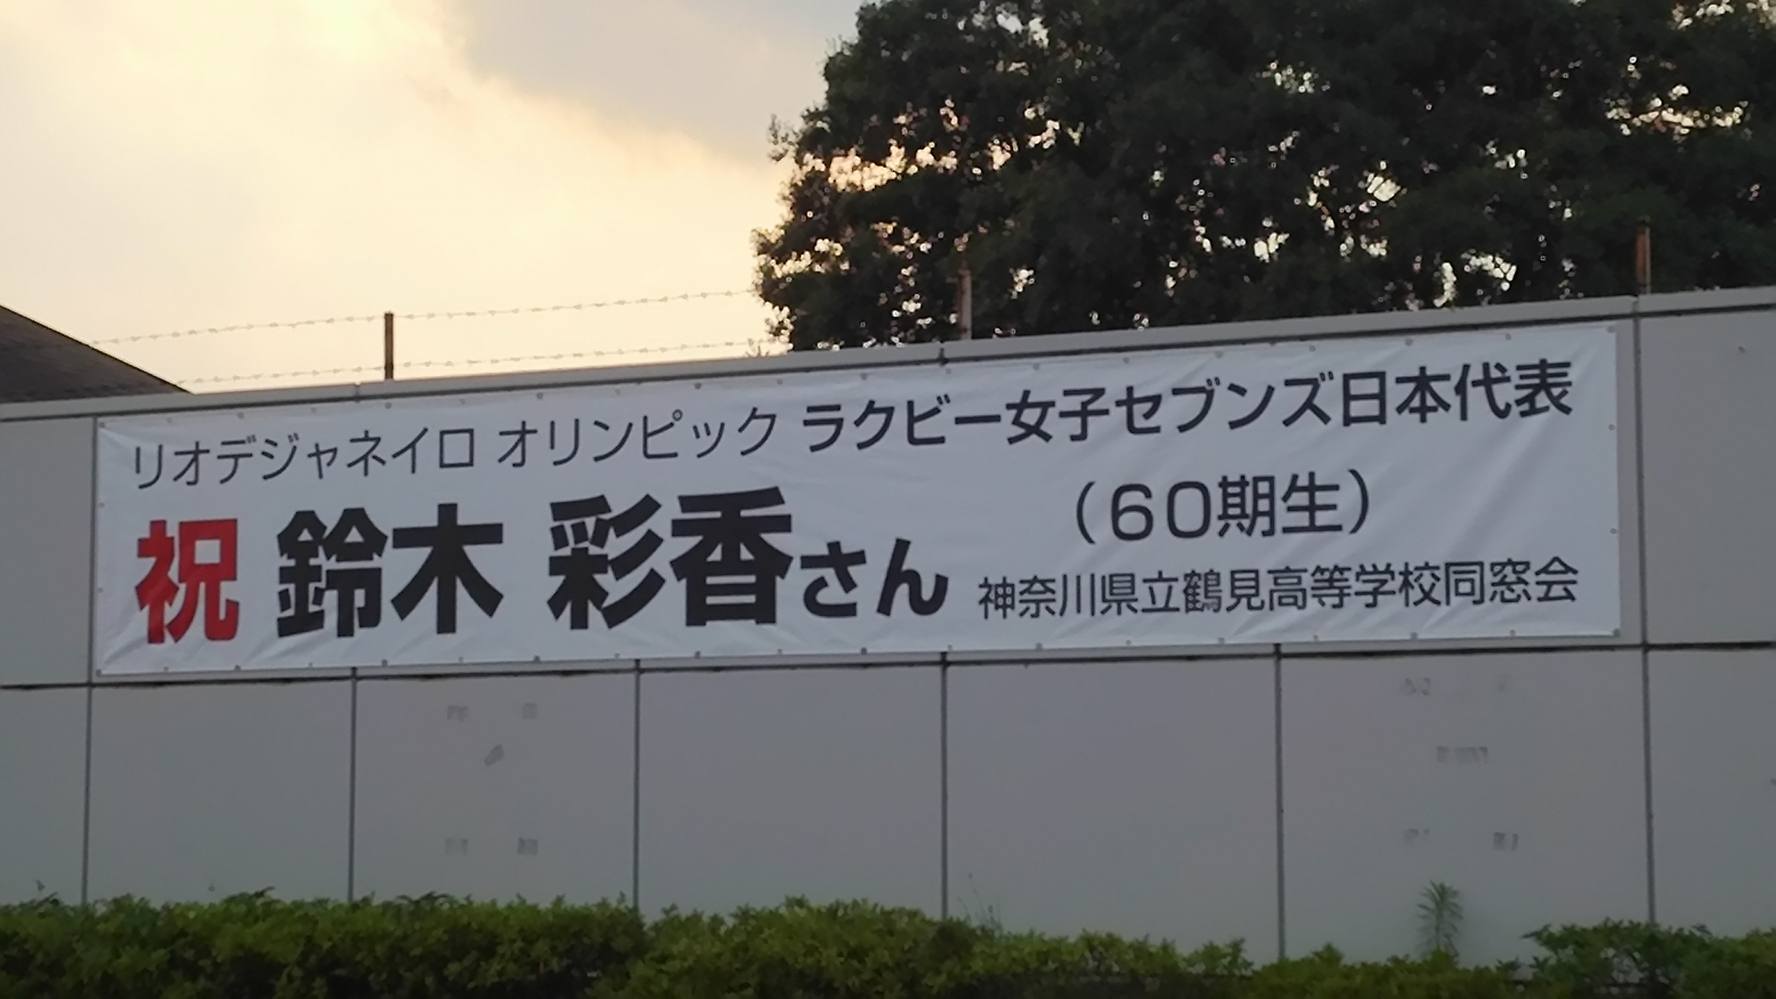 リオデジャネイロ オリンピック ラクビー女子セブンズ日本代表
祝 鈴木 彩香さん (60期生)
神奈川県立鶴見高等学校同窓会